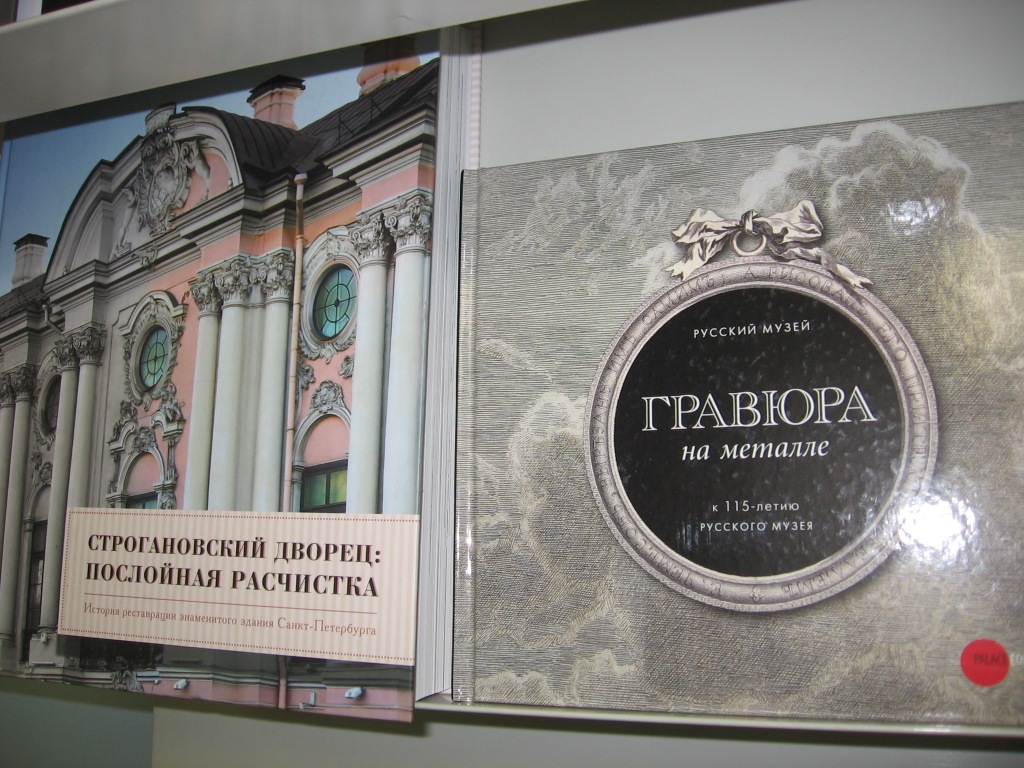 СТРОГАНОВСКИЙ ДВОРЕЦ:
ПОСЛОЙНАЯ РАСЧИСТКА
История реставрации знаменитого здания Санкт-Петербурга
РУССКИЙ МУЗЕЙ
ГРАВЮРА
на металле
к 115-летию
РУССКОГО МУЗЕЯ
PALACE